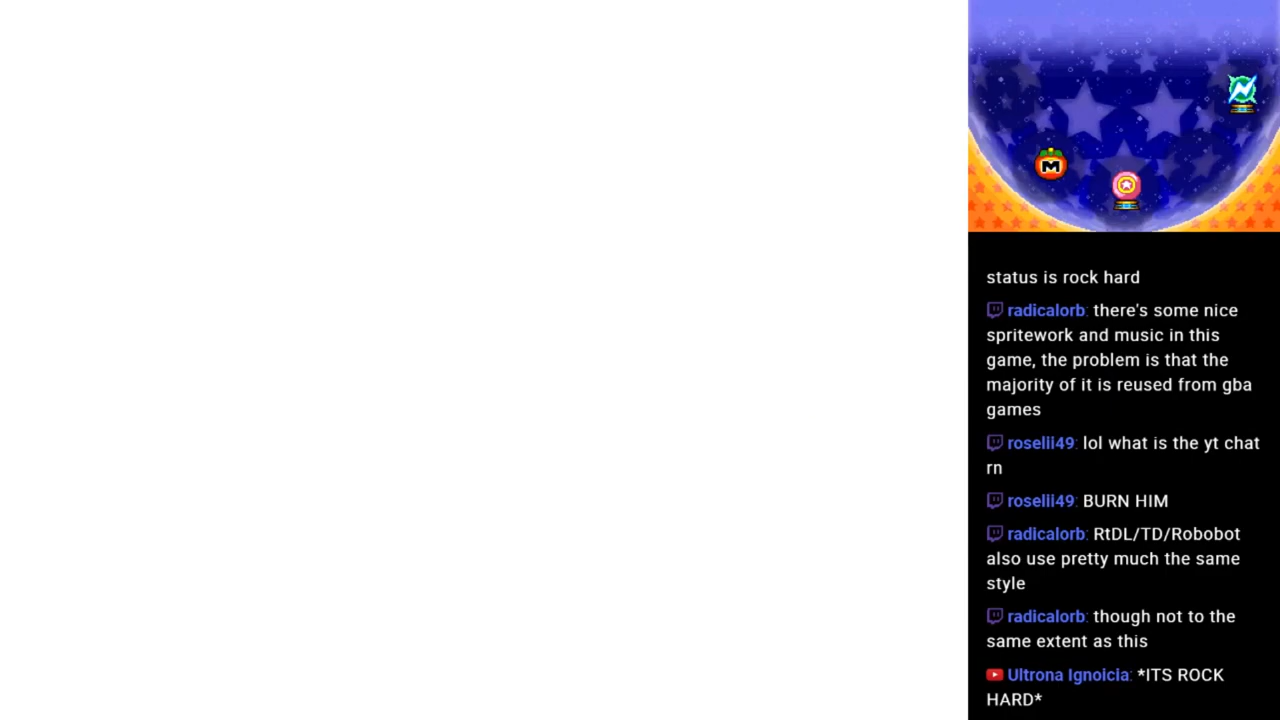 M
status is rock hard
radicalorb: there's some nice
spritework and music in this
game, the problem is that the
majority of it is reused from gba
games
roselii49: lol what is the yt chat
rn
roselii49: BURN HIM
radicalorb: RtDL/TD/Robobot
also use pretty much the same
style
radicalorb: though not to the
same extent as this
Ultrona Ignoicia: *ITS ROCK
HARD*